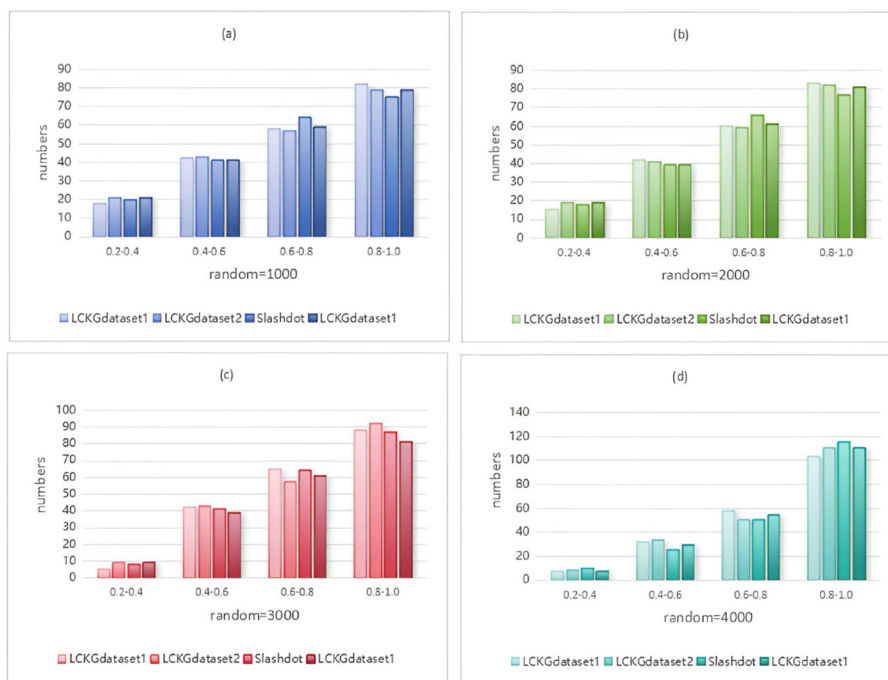 (a)
90
80
70
60
50
40
30
20
10
0
numbers
0.2-0.4 0.4-0.6 0.6-0.8 0.8-1.0
random=1000
LCKGdataset1 LCKGdataset2 Slashdot LCKGdataset1
(b)
90
80
70
60
50
40
30
20
10
0
numbers
0.2-0.4 0.4-0.6 0.6-0.8 0.8-1.0
random=2000
LCKGdataset1 LCKGdataset2 Slashdot LCKGdataset1
(c)
100
90
80
70
60
50
40
30
20
10
0
numbers
0.2-0.4 0.4-0.6 0.6-0.8 0.8-1.0
random=3000
LCKGdataset1 LCKGdataset2 Slashdot LCKGdataset1
(d)
140
120
100
80
60
40
20
0
numbers
0.2-0.4 0.4-0.6 0.6-0.8 0.8-1.0
random=4000
LCKGdataset1 LCKGdataset2 Slashdot LCKGdataset1